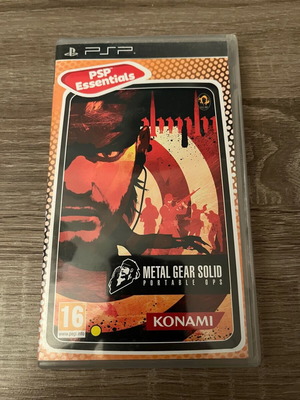 PSP
PSP
Essentials
METAL GEAR SOLID
PORTABLE OPS
16
KONAMI